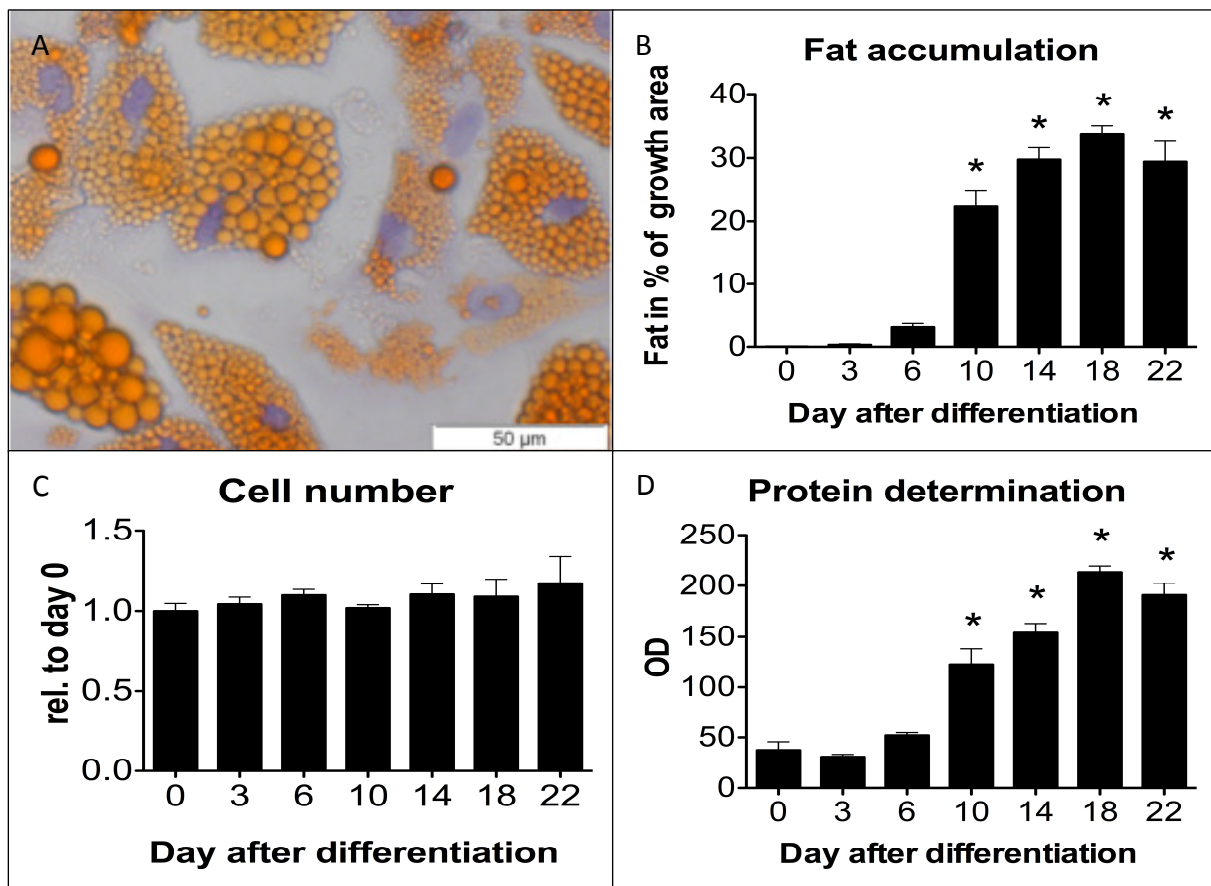 A
50 µm
B
Fat accumulation
Fat in % of growth area
40
30
20
10
0
* * * *
0 3 6 10 14 18 22
Day after differentiation
C
Cell number
rel. to day 0
1.5
1.0
0.5
0.0
0 3 6 10 14 18 22
Day after differentiation
D
Protein determination
OD
250
200
150
100
50
0
* * * *
0 3 6 10 14 18 22
Day after differentiation